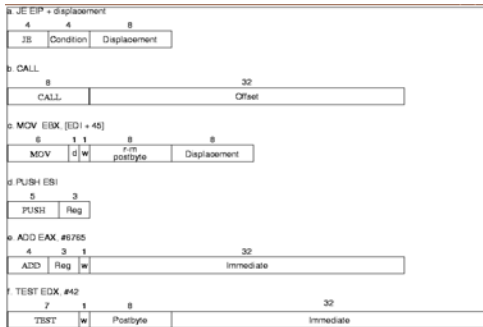 a. JE EIP + displacement
4 4 8
JE Condition Displacement
b. CALL
8 32
CALL Offset
c. MOV EBX, [EDI + 45]
6 1 1 8 8
MOV d w r-m postbyte Displacement
d. PUSH ESI
5 3
PUSH Reg
e. ADD EAX, #6765
4 3 1 32
ADD Reg w Immediate
f. TEST EDX, #42
7 1 8 32
TEST w Postbyte Immediate